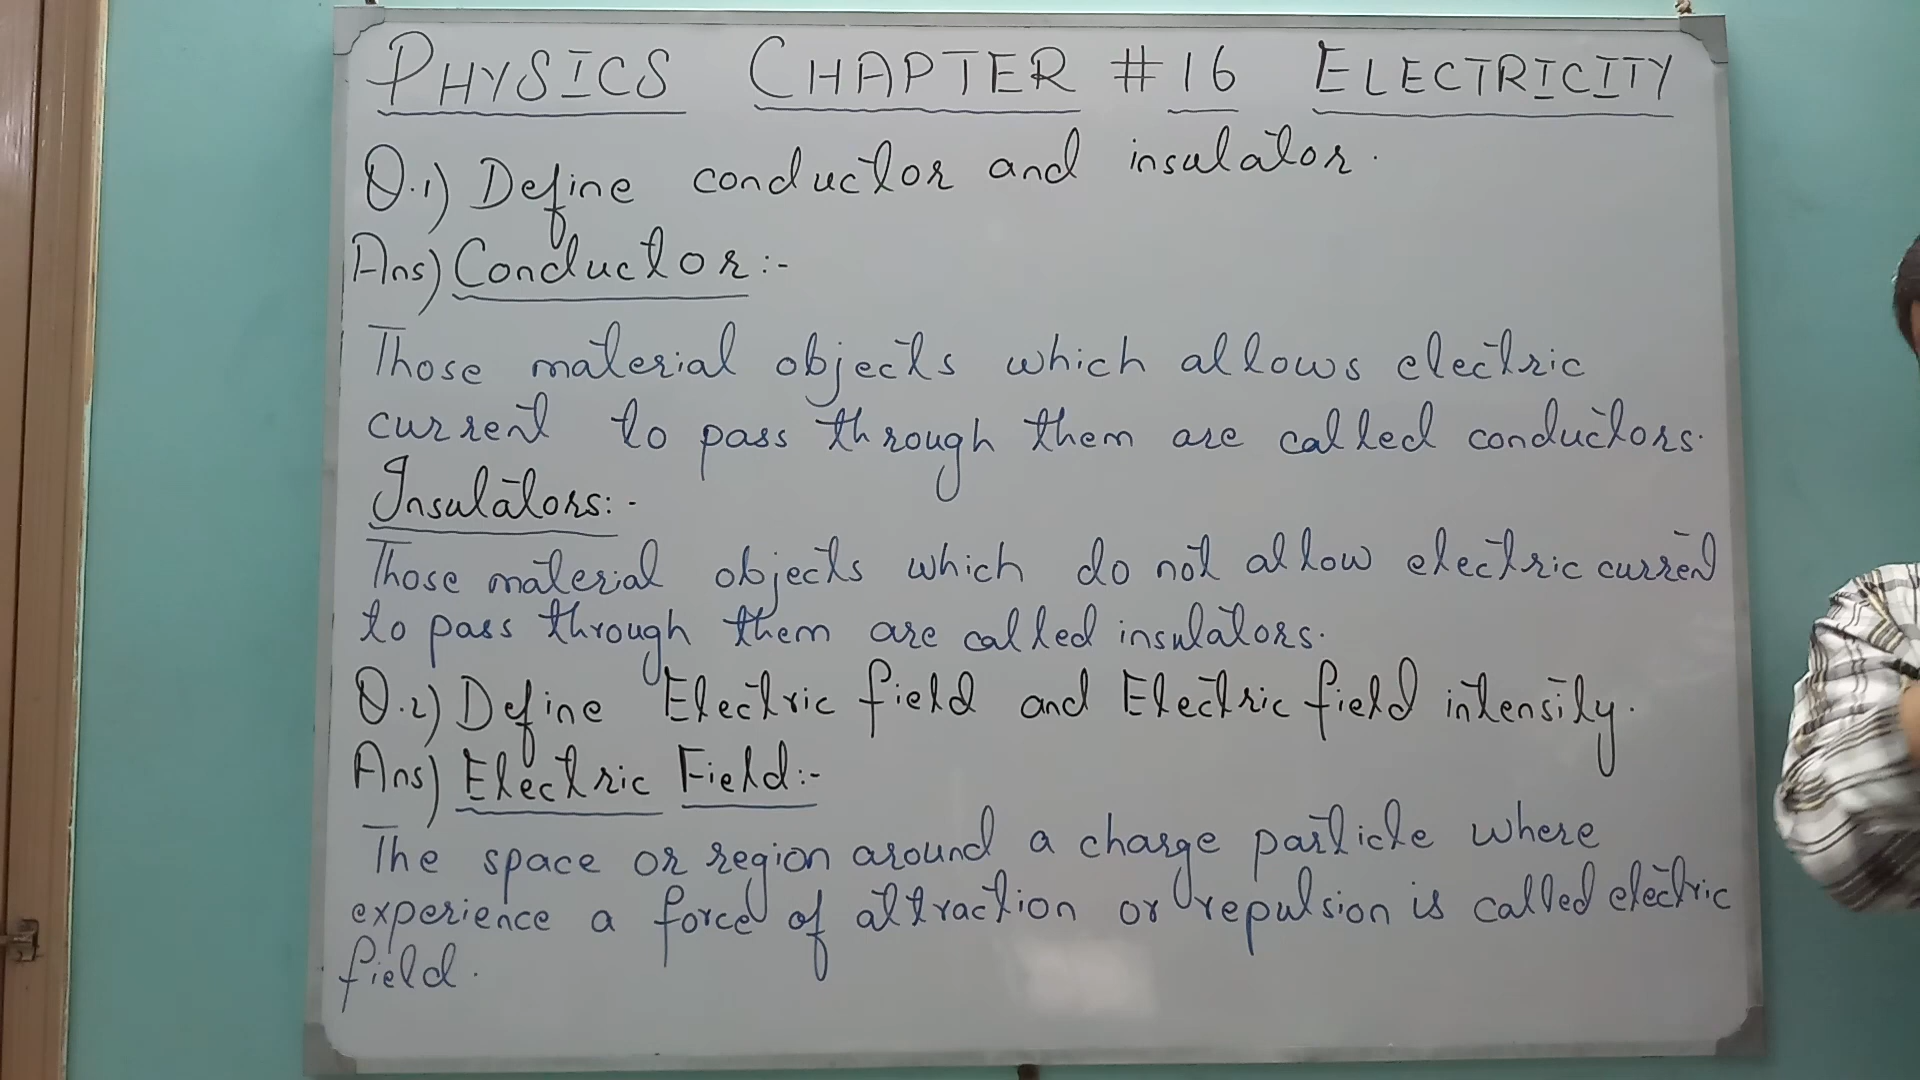 PHYSICS CHAPTER #16 ELECTRICITY
Q.1) Define conductor and insulator.
Ans) Conductor:-
Those material objects which allows electric
current to pass through them are called conductors.
Insulators:-
Those material objects which do not allow electric current
to pass through them are called insulators.
Q.2) Define Electric field and Electric field intensity.
Ans) Electric Field:-
The space or region around a charge particle where
experience a force of attraction or repulsion is called electric
field.